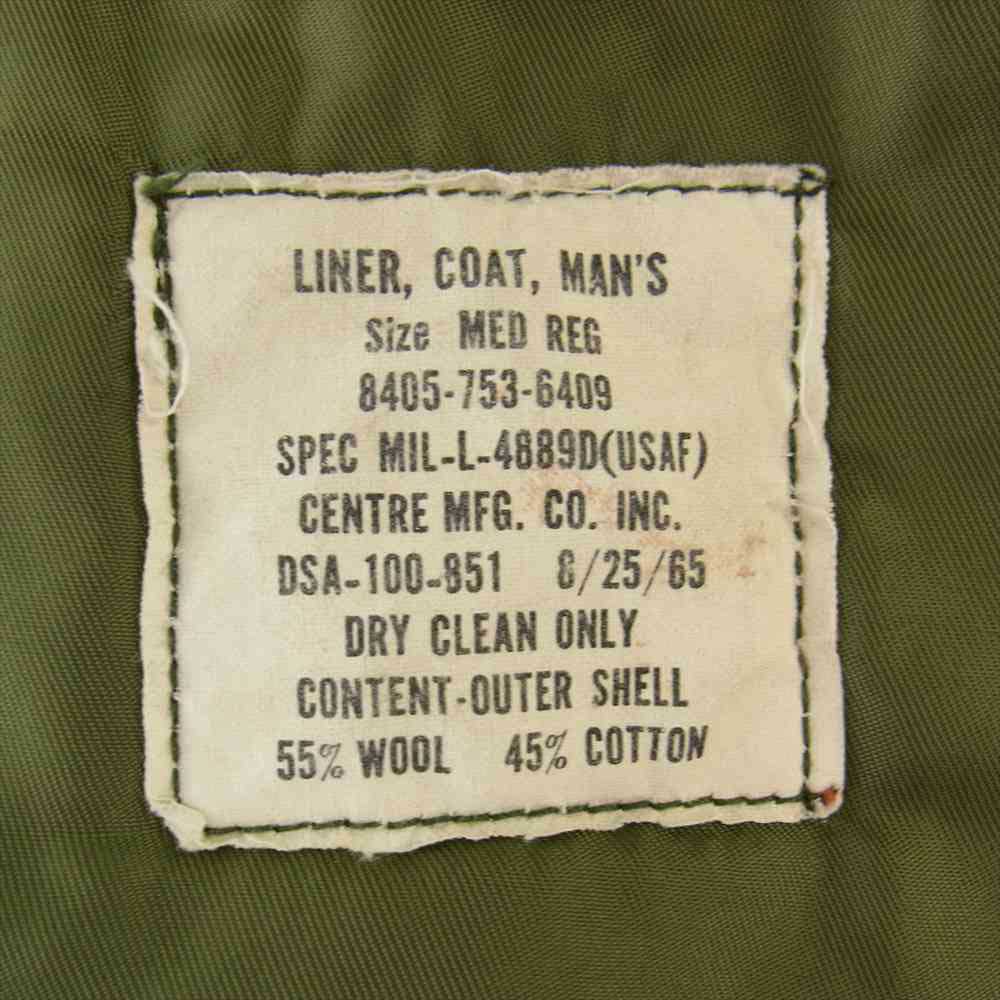 LINER, COAT, MAN'S
Size MED REG
8405-753-6409
SPEC MIL-L-4889D(USAF)
CENTRE MFG. CO. INC.
DSA-100-851 8/25/65
DRY CLEAN ONLY
CONTENT-OUTER SHELL
55% WOOL 45% COTTON